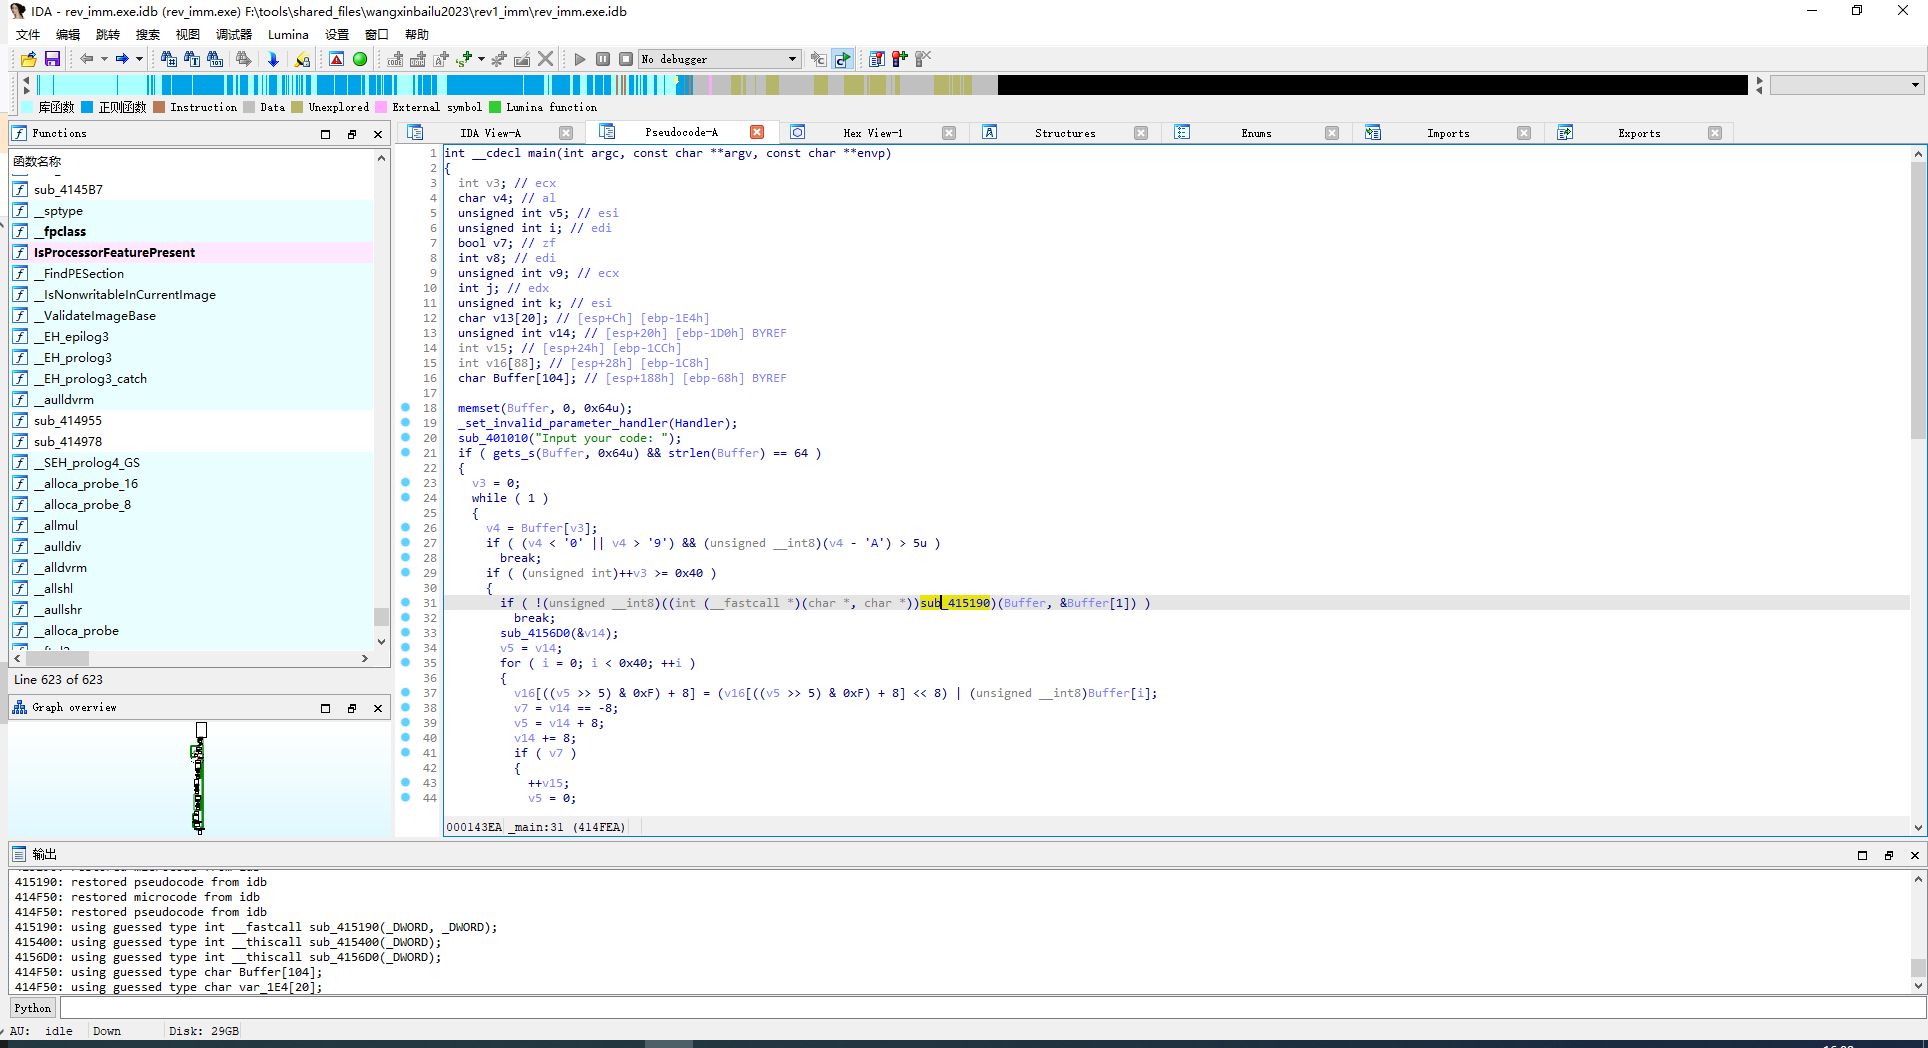 IDA - rev_imm.exe.idb (rev_imm.exe) F:\tools\shared_files\wangxinbailu2023\rev1_imm\rev_imm.exe.idb
文件 编辑 跳转 搜索 视图 调试器 Lumina 设置 窗口 帮助
No debugger
库函数 正则函数 Instruction Data Unexplored External symbol Lumina function
Functions
函数名称
sub_4145B7
__sptype
__fpclass
IsProcessorFeaturePresent
__FindPESection
__IsNonwritableInCurrentImage
__ValidateImageBase
__EH_epilog3
__EH_prolog3
__EH_prolog3_catch
__aulldvrm
sub_414955
sub_414978
__SEH_prolog4_GS
__alloca_probe_16
__alloca_probe_8
__allmul
__aulldiv
__alldvrm
__allshl
__aullshr
__alloca_probe
Line 623 of 623
Graph overview
IDA View-A Pseudocode-A Hex View-1 Structures Enums Imports Exports
1 int __cdecl main(int argc, const char **argv, const char **envp)
2 {
3 int v3; // ecx
4 char v4; // al
5 unsigned int v5; // esi
6 unsigned int i; // edi
7 bool v7; // zf
8 int v8; // edi
9 unsigned int v9; // ecx
10 int j; // edx
11 unsigned int k; // esi
12 char v13[20]; // [esp+Ch] [ebp-1E4h]
13 unsigned int v14; // [esp+20h] [ebp-1D0h] BYREF
14 int v15; // [esp+24h] [ebp-1CCh]
15 int v16[88]; // [esp+28h] [ebp-1C8h]
16 char Buffer[104]; // [esp+188h] [ebp-68h] BYREF
17
18 memset(Buffer, 0, 0x64u);
19 _set_invalid_parameter_handler(Handler);
20 sub_401010("Input your code: ");
21 if ( gets_s(Buffer, 0x64u) && strlen(Buffer) == 64 )
22 {
23 v3 = 0;
24 while ( 1 )
25 {
26 v4 = Buffer[v3];
27 if ( (v4 < '0' || v4 > '9') && (unsigned __int8)(v4 - 'A') > 5u )
28 break;
29 if ( (unsigned int)++v3 >= 0x40 )
30 {
31 if ( !(unsigned __int8)((int (__fastcall *)(char *, char *))sub_415190)(Buffer, &Buffer[1]) )
32 break;
33 sub_4156D0(&v14);
34 v5 = v14;
35 for ( i = 0; i < 0x40; ++i )
36 {
37 v16[((v5 >> 5) & 0xF) + 8] = (v16[((v5 >> 5) & 0xF) + 8] << 8) | (unsigned __int8)Buffer[i];
38 v7 = v14 == -8;
39 v5 = v14 + 8;
40 v14 += 8;
41 if ( v7 )
42 {
43 ++v15;
44 v5 = 0;
000143EA _main:31 (414FEA)
输出
415190: restored pseudocode from idb
414F50: restored microcode from idb
414F50: restored pseudocode from idb
415190: using guessed type int __fastcall sub_415190(_DWORD, _DWORD);
415400: using guessed type int __thiscall sub_415400(_DWORD);
4156D0: using guessed type int __thiscall sub_4156D0(_DWORD);
414F50: using guessed type char Buffer[104];
414F50: using guessed type char var_1E4[20];
Python
AU: idle Down Disk: 29GB